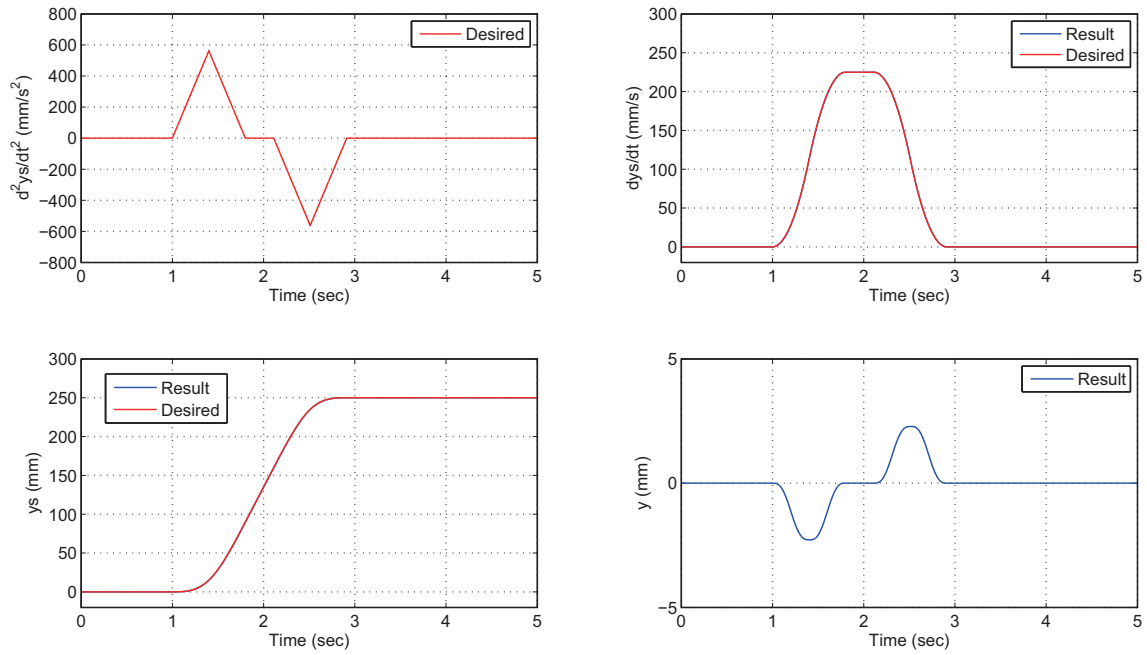 800
600
400
200
0
−200
−400
−600
−800
d²ys/dt² (mm/s²)
0 1 2 3 4 5
Time (sec)
Desired
300
250
200
150
100
50
0
dys/dt (mm/s)
0 1 2 3 4 5
Time (sec)
Result
Desired
300
250
200
150
100
50
0
ys (mm)
0 1 2 3 4 5
Time (sec)
Result
Desired
5
0
−5
y (mm)
0 1 2 3 4 5
Time (sec)
Result